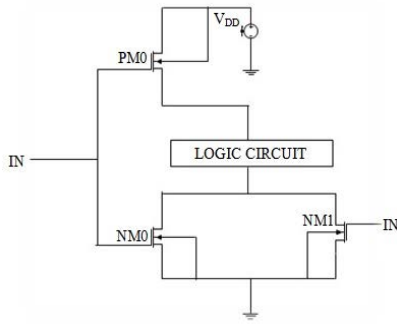 V_DD
PM0
LOGIC CIRCUIT
IN
NM0
NM1
IN